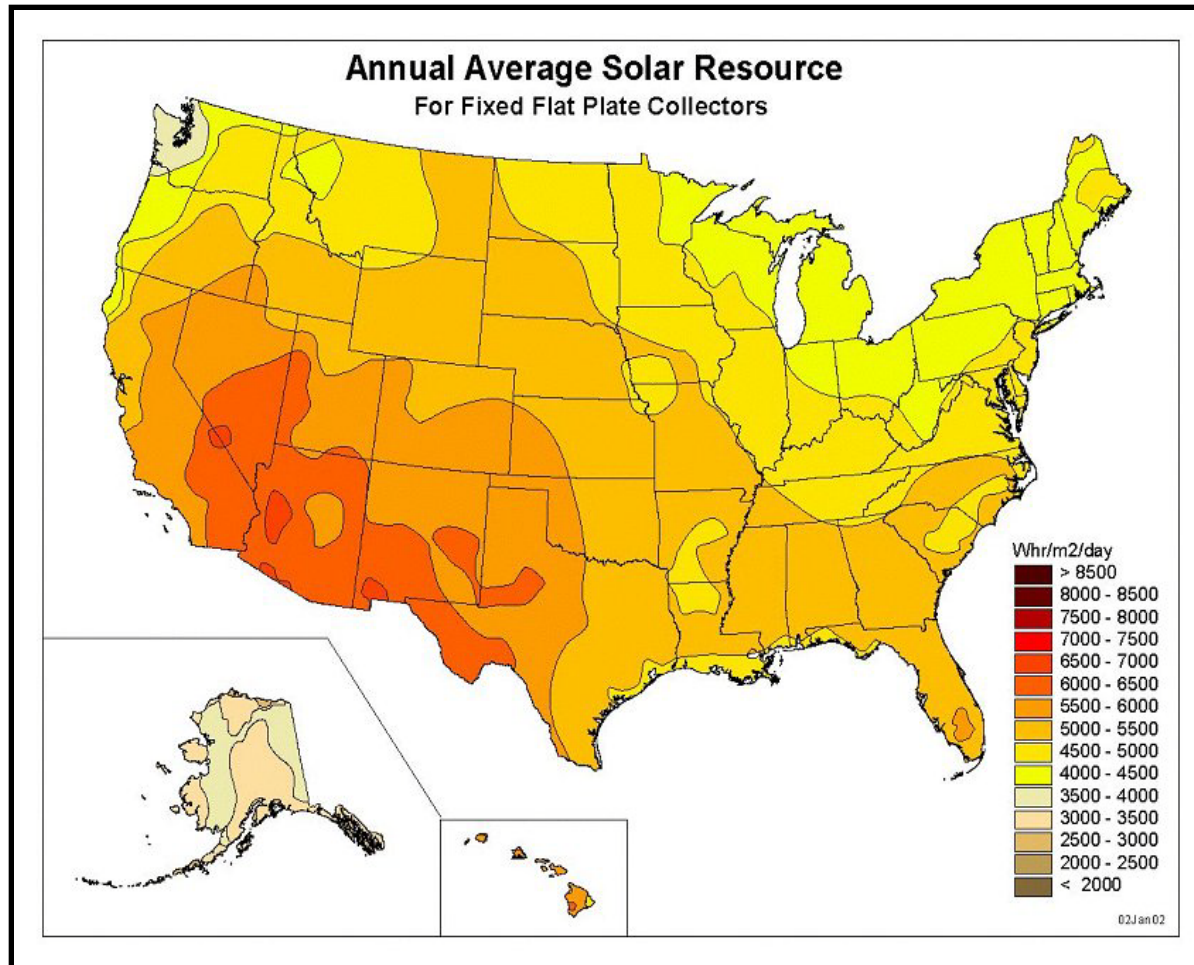 Annual Average Solar Resource
For Fixed Flat Plate Collectors
Whr/m2/day
> 8500
8000 - 8500
7500 - 8000
7000 - 7500
6500 - 7000
6000 - 6500
5500 - 6000
5000 - 5500
4500 - 5000
4000 - 4500
3500 - 4000
3000 - 3500
2500 - 3000
2000 - 2500
< 2000
02Jan02